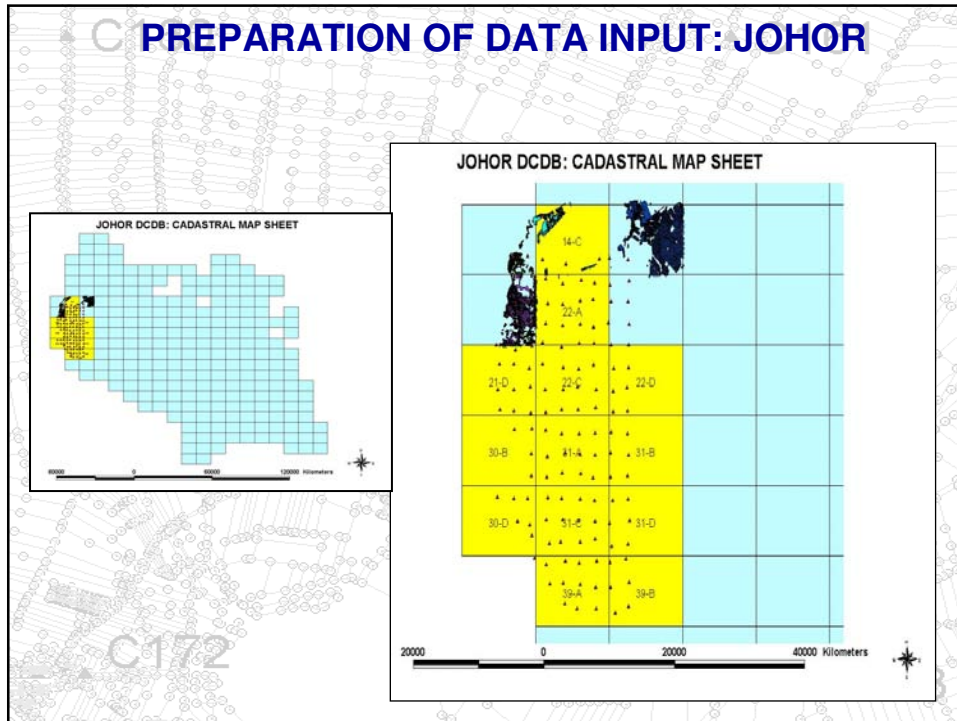 PREPARATION OF DATA INPUT: JOHOR
JOHOR DCDB: CADASTRAL MAP SHEET
60000 0 60000 120000 Kilometers
JOHOR DCDB: CADASTRAL MAP SHEET
14-C
22-A
21-D 22-C 22-D
30-B 31-A 31-B
30-D 31-C 31-D
39-A 39-B
20000 0 20000 40000 Kilometers
C172